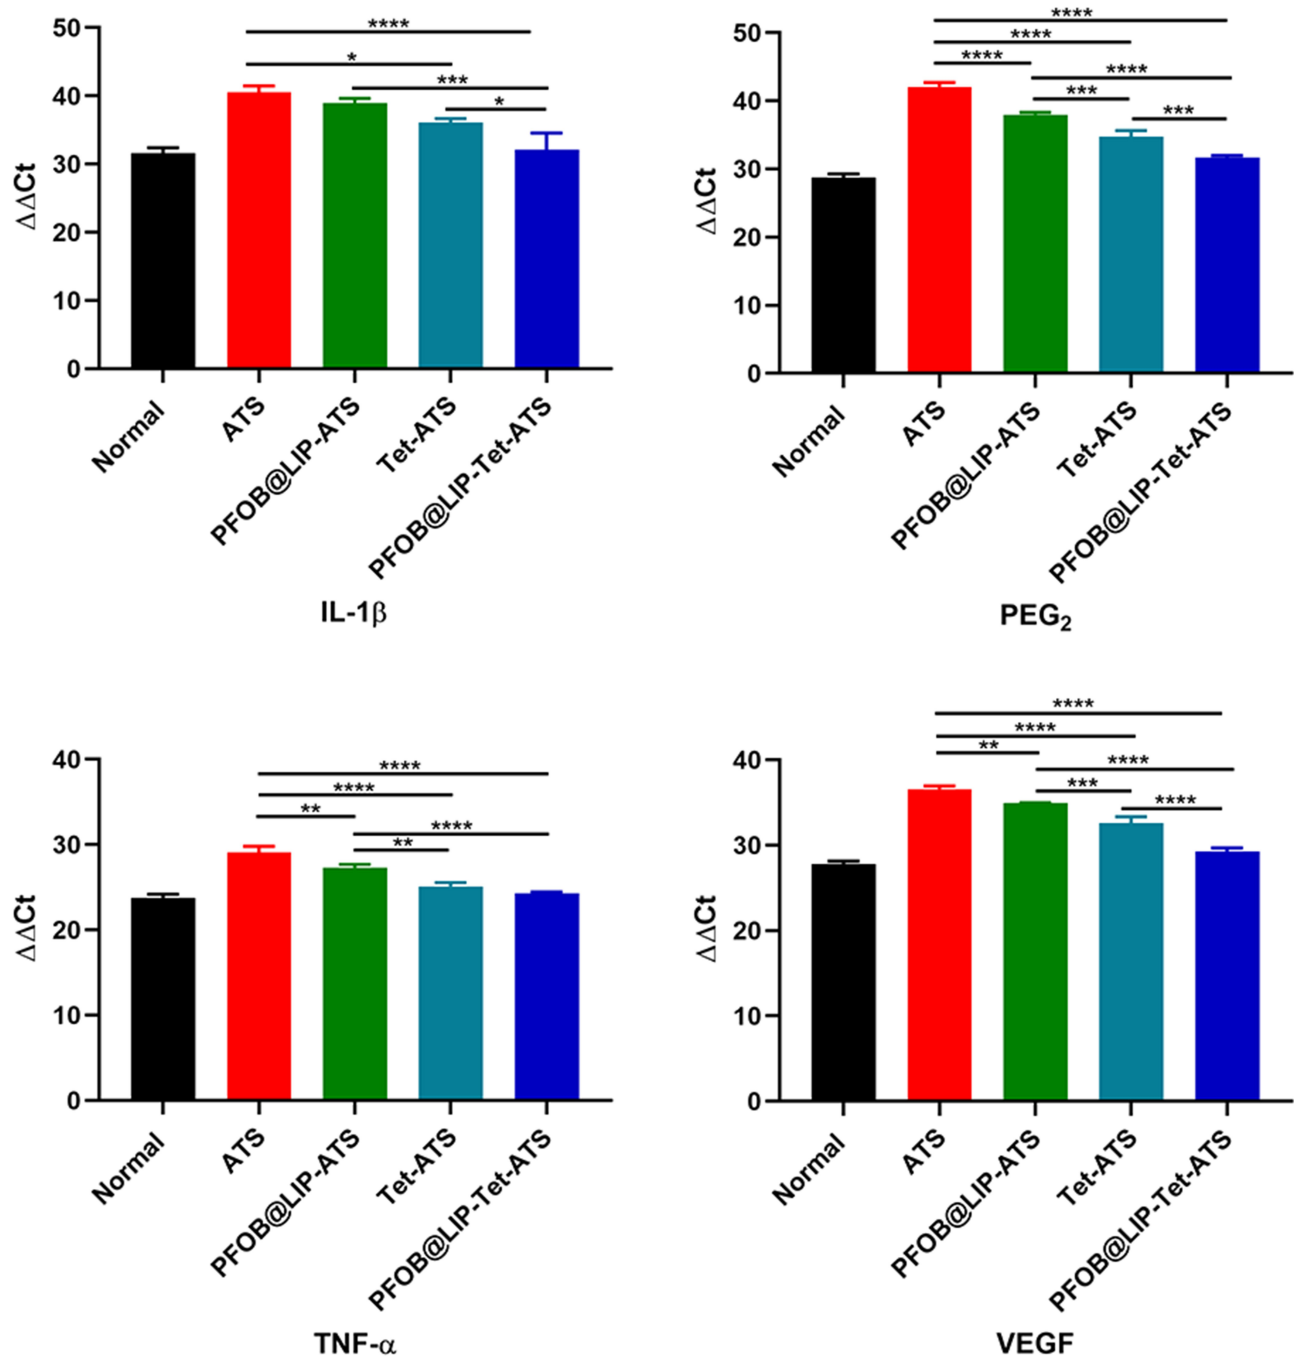 ****
*
***
*
50
40
30
20
10
0
ΔΔCt
Normal
ATS
PFOB@LIP-ATS
Tet-ATS
PFOB@LIP-Tet-ATS
IL-1β
****
****
****
****
***
***
50
40
30
20
10
0
ΔΔCt
Normal
ATS
PFOB@LIP-ATS
Tet-ATS
PFOB@LIP-Tet-ATS
PEG₂
****
****
**
****
**
40
30
20
10
0
ΔΔCt
Normal
ATS
PFOB@LIP-ATS
Tet-ATS
PFOB@LIP-Tet-ATS
TNF-α
****
****
**
****
***
****
40
30
20
10
0
ΔΔCt
Normal
ATS
PFOB@LIP-ATS
Tet-ATS
PFOB@LIP-Tet-ATS
VEGF